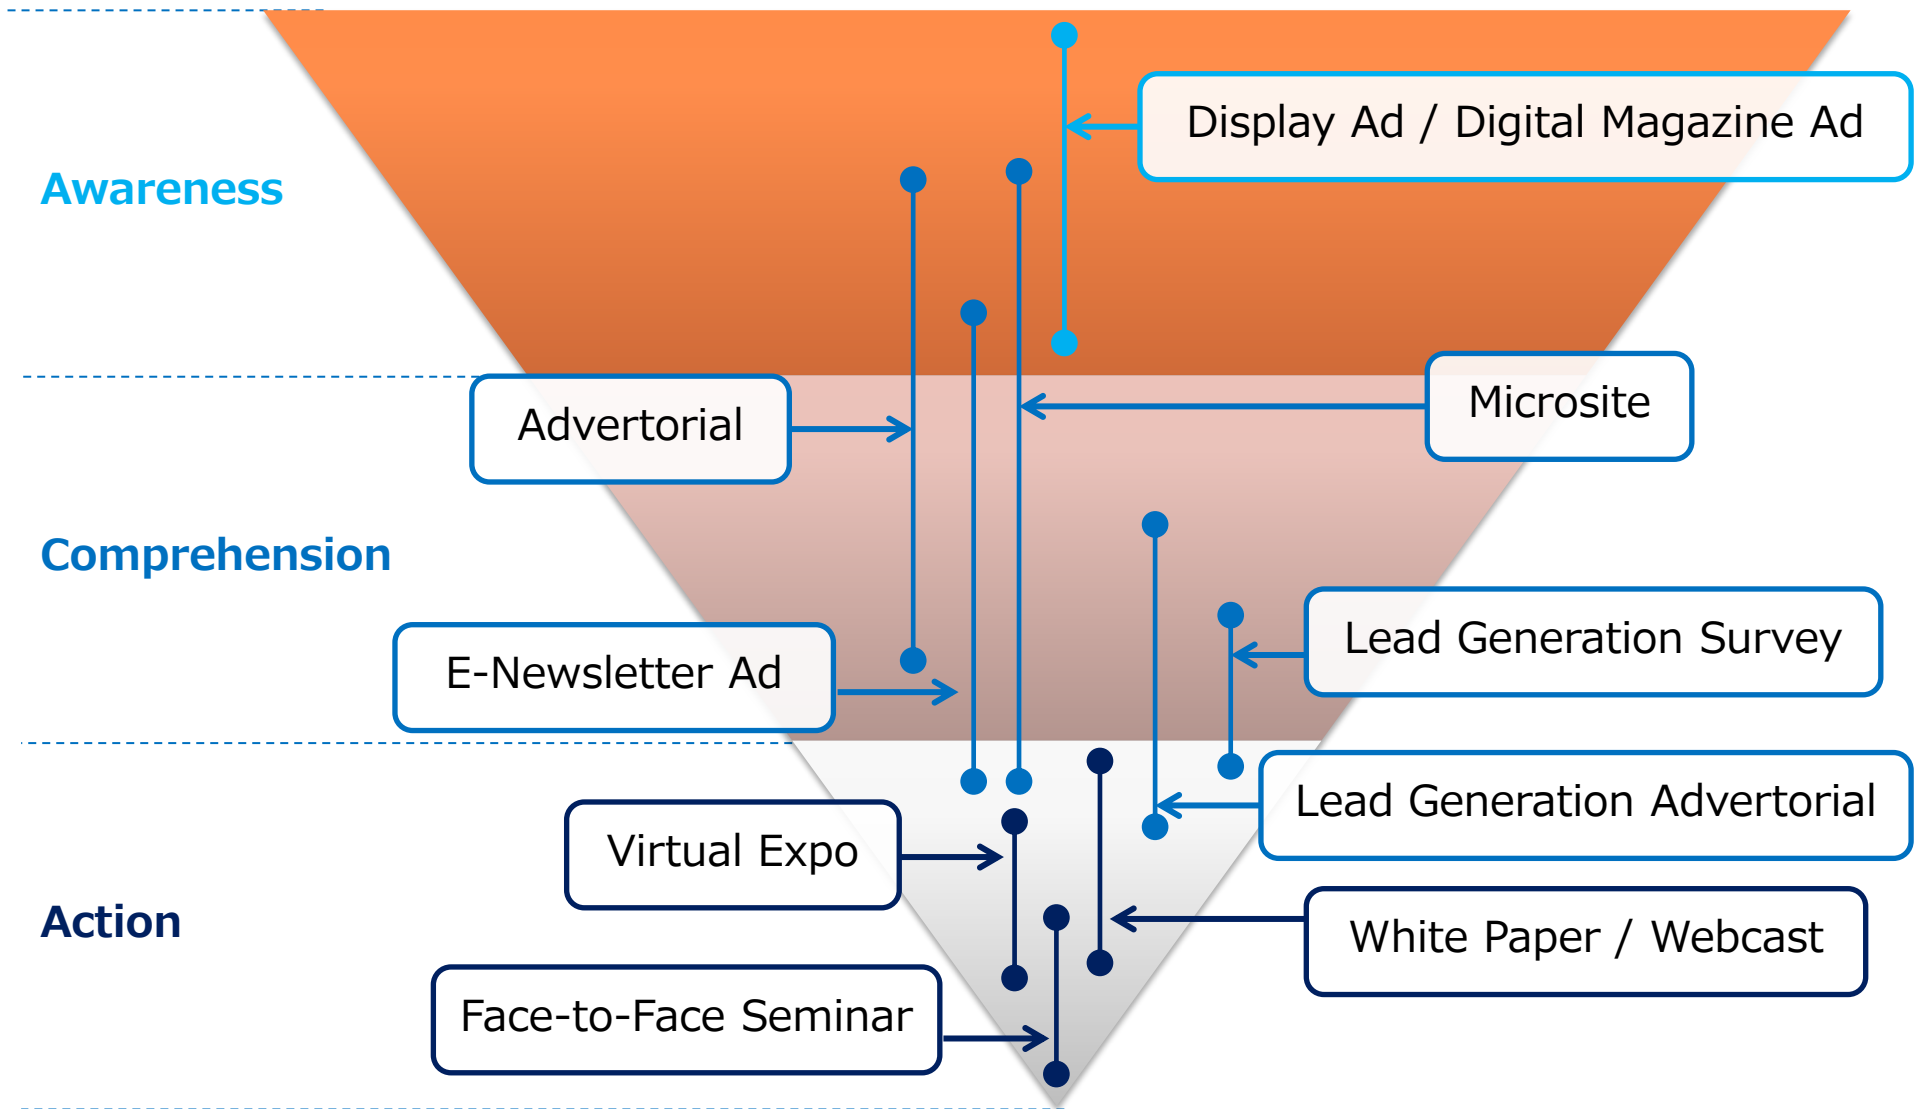 Display Ad / Digital Magazine Ad
Awareness
Microsite
Advertorial
Comprehension
Lead Generation Survey
E-Newsletter Ad
Lead Generation Advertorial
Virtual Expo
Action
White Paper / Webcast
Face-to-Face Seminar